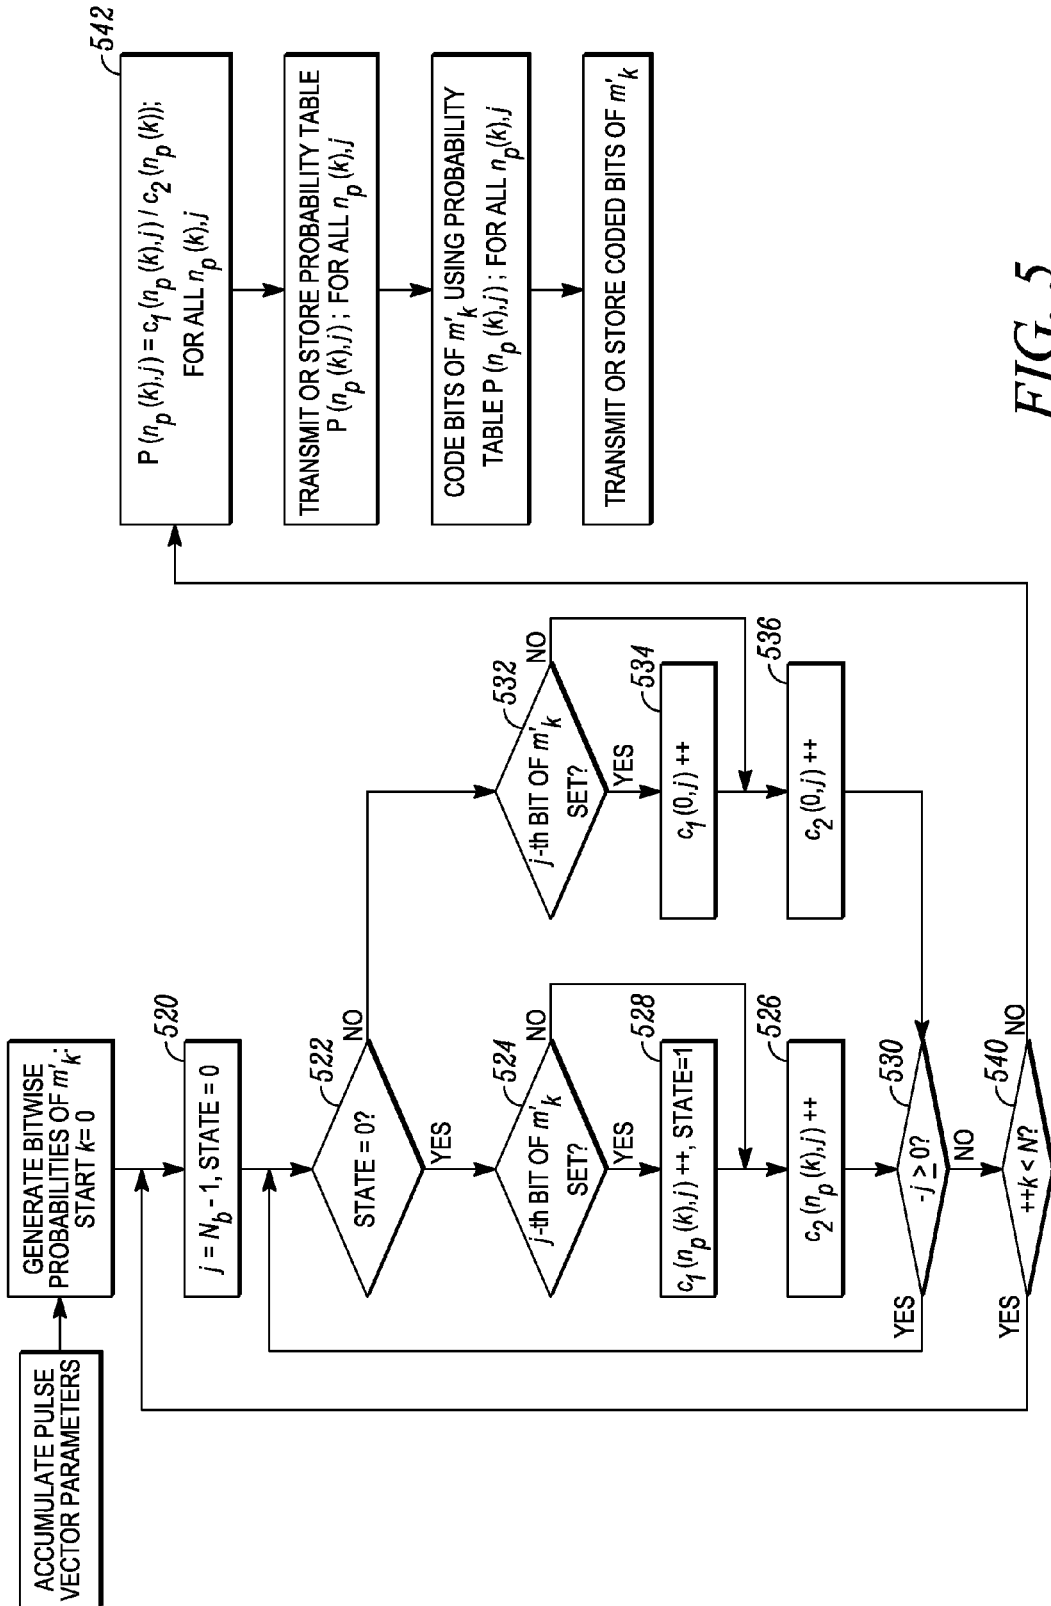 ACCUMULATE PULSE
VECTOR PARAMETERS
GENERATE BITWISE
PROBABILITIES OF m'k:
START k= 0
520
j = Nb - 1, STATE = 0
522
STATE = 0?
NO
YES
524
j-th BIT OF m'k
SET?
NO
YES
528
c1(np(k),j) ++, STATE=1
526
c2(np(k),j) ++
532
j-th BIT OF m'k
SET?
NO
YES
534
c1(0,j) ++
536
c2(0,j) ++
530
-j ≥ 0?
YES
NO
540
++k < N?
YES
NO
542
P(np(k),j) = c1(np(k),j) / c2(np(k));
FOR ALL np(k),j
TRANSMIT OR STORE PROBABILITY TABLE
P(np(k),j) ; FOR ALL np(k),j
CODE BITS OF m'k USING PROBABILITY
TABLE P(np(k),j) ; FOR ALL np(k),j
TRANSMIT OR STORE CODED BITS OF m'k
FIG. 5